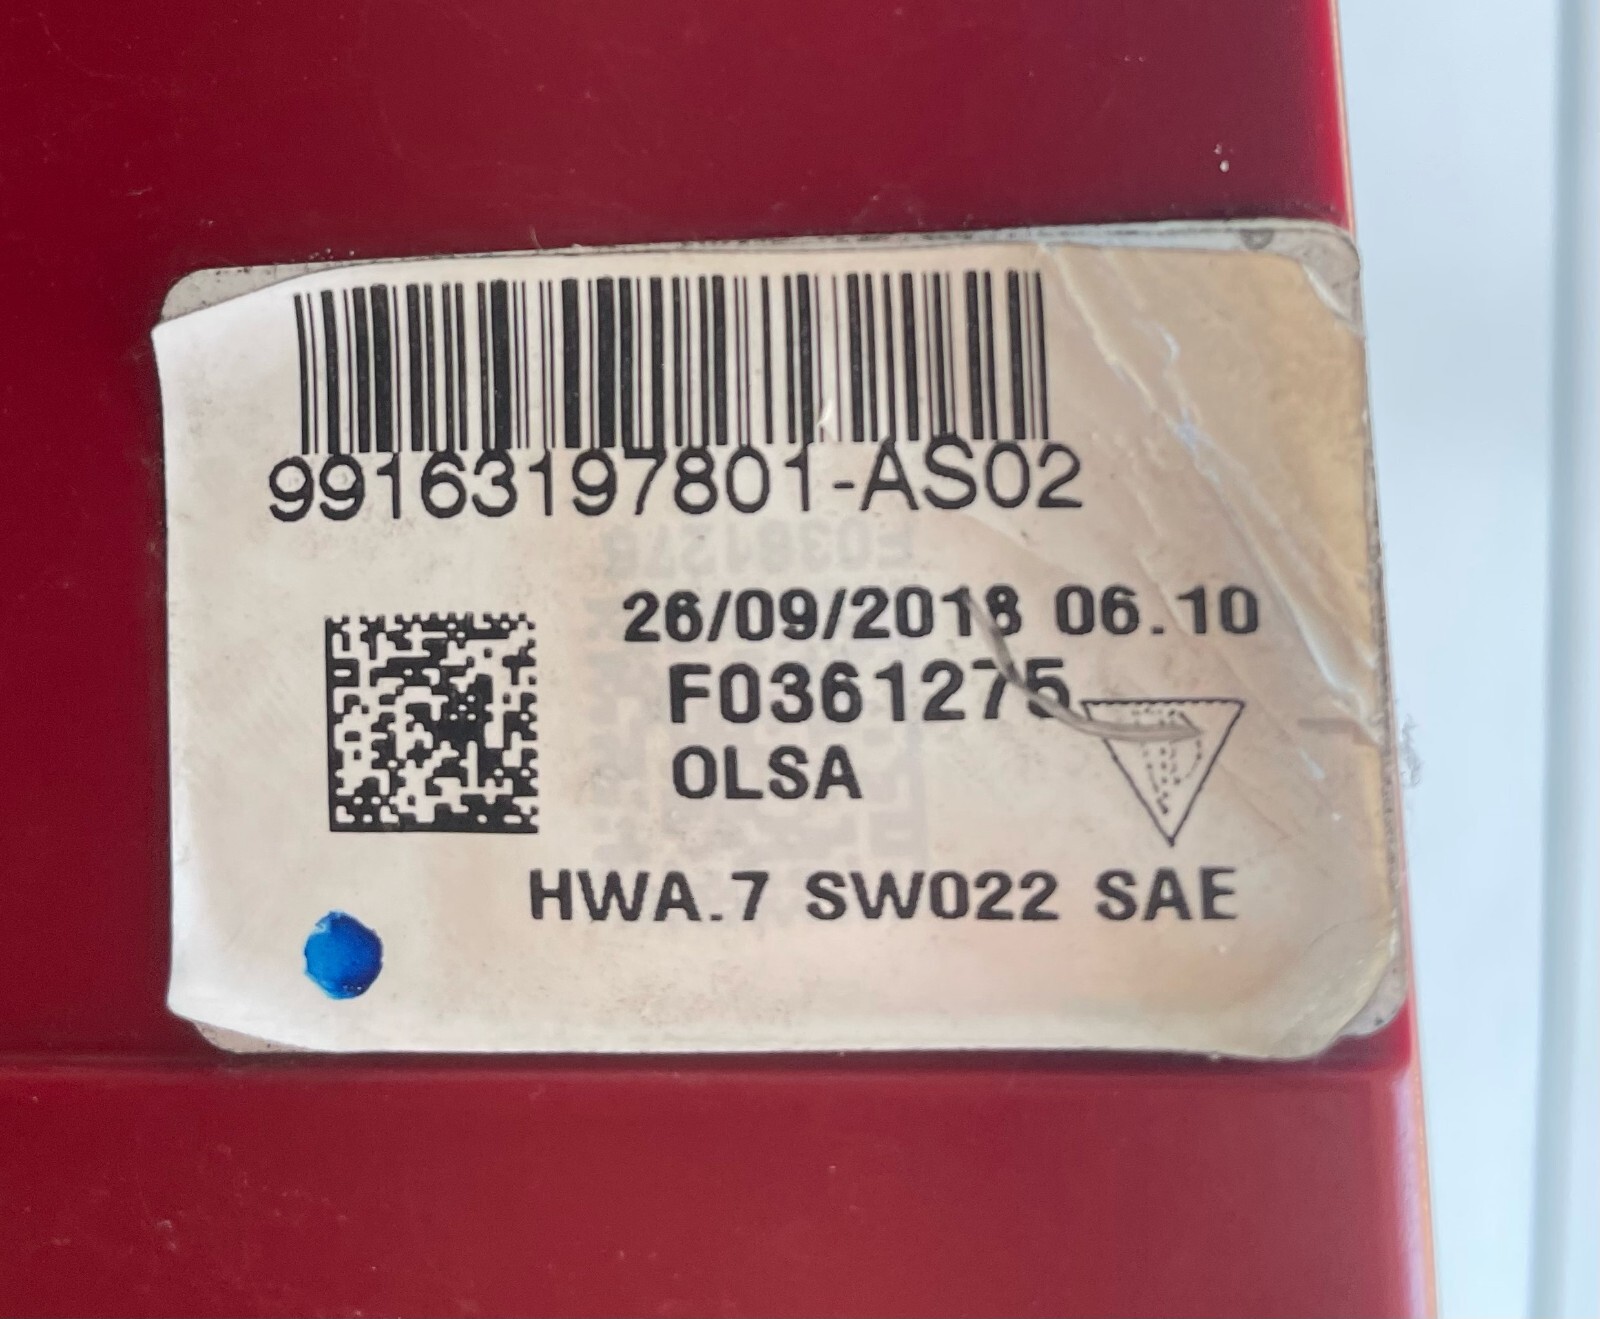 99163197801-AS02
26/09/2018 06.10
F0361275
OLSA
HWA.7 SW022 SAE